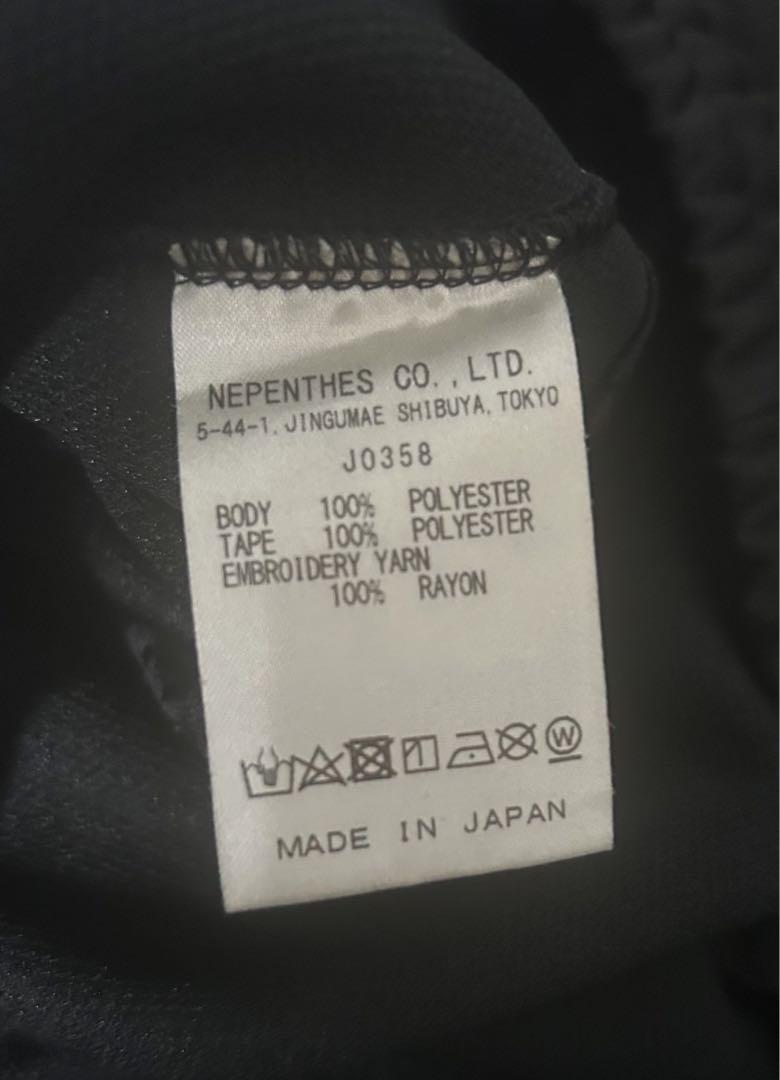 NEPENTHES CO., LTD.
5-44-1, JINGUMAE SHIBUYA, TOKYO
J0358
BODY 100% POLYESTER
TAPE 100% POLYESTER
EMBROIDERY YARN
100% RAYON
W
MADE IN JAPAN